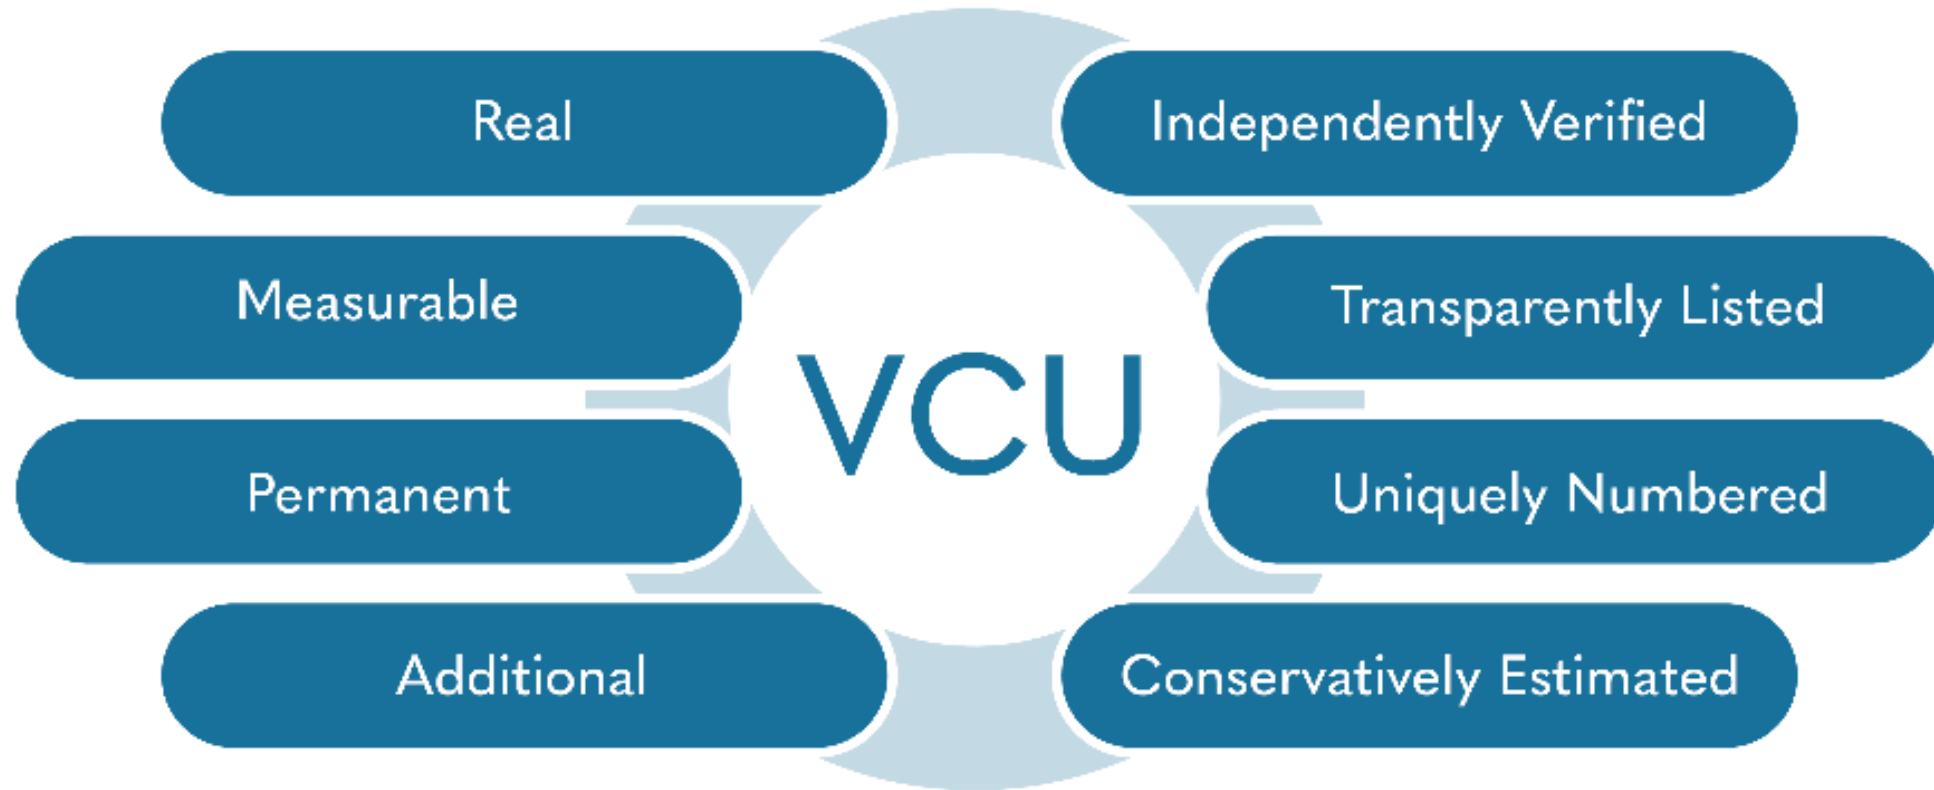 Real
Independently Verified
Measurable
Transparently Listed
VCU
Permanent
Uniquely Numbered
Additional
Conservatively Estimated